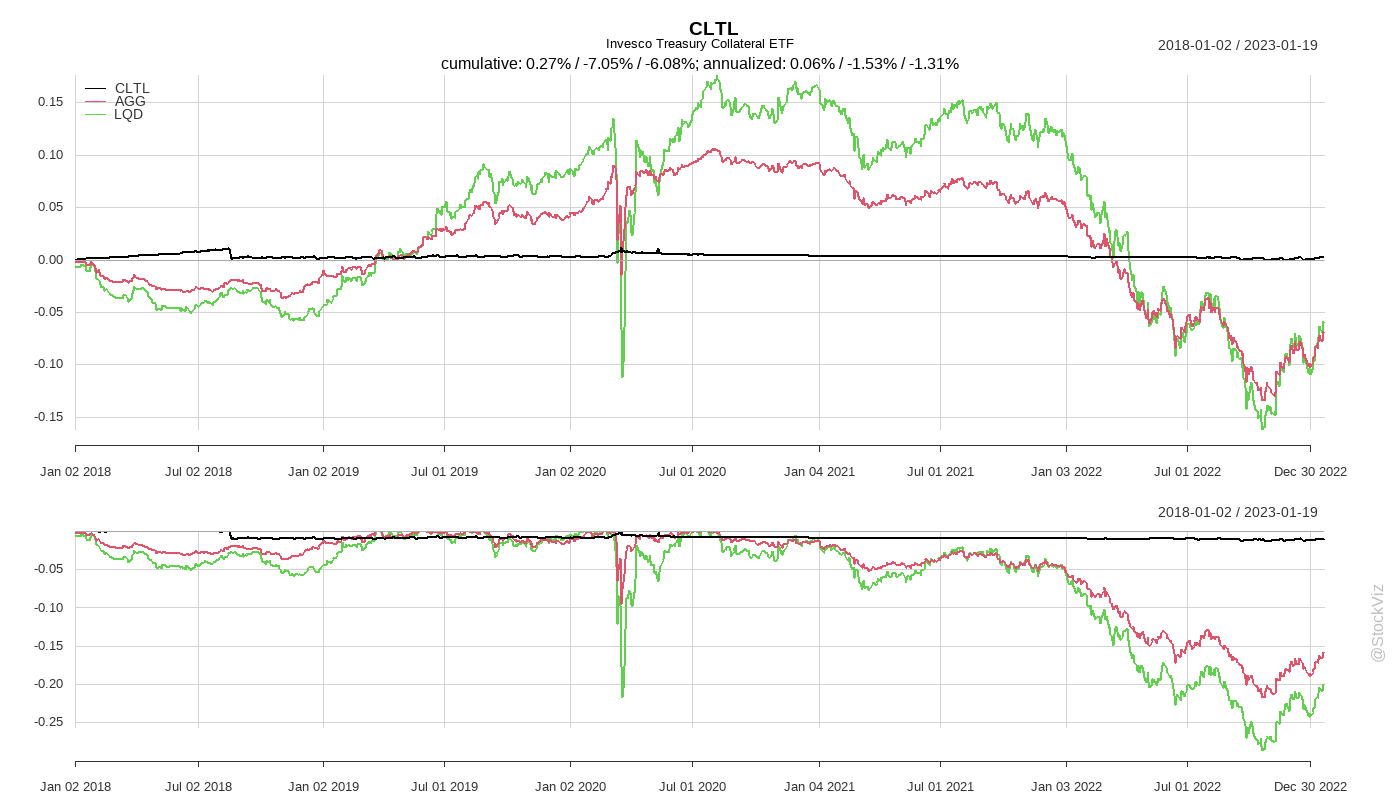 CLTL
Invesco Treasury Collateral ETF
2018-01-02 / 2023-01-19
cumulative: 0.27% / -7.05% / -6.08%; annualized: 0.06% / -1.53% / -1.31%
CLTL
AGG
LQD
0.15
0.10
0.05
0.00
-0.05
-0.10
-0.15
Jan 02 2018 Jul 02 2018 Jan 02 2019 Jul 01 2019 Jan 02 2020 Jul 01 2020 Jan 04 2021 Jul 01 2021 Jan 03 2022 Jul 01 2022 Dec 30 2022
2018-01-02 / 2023-01-19
-0.05
-0.10
-0.15
-0.20
-0.25
Jan 02 2018 Jul 02 2018 Jan 02 2019 Jul 01 2019 Jan 02 2020 Jul 01 2020 Jan 04 2021 Jul 01 2021 Jan 03 2022 Jul 01 2022 Dec 30 2022
@StockViz